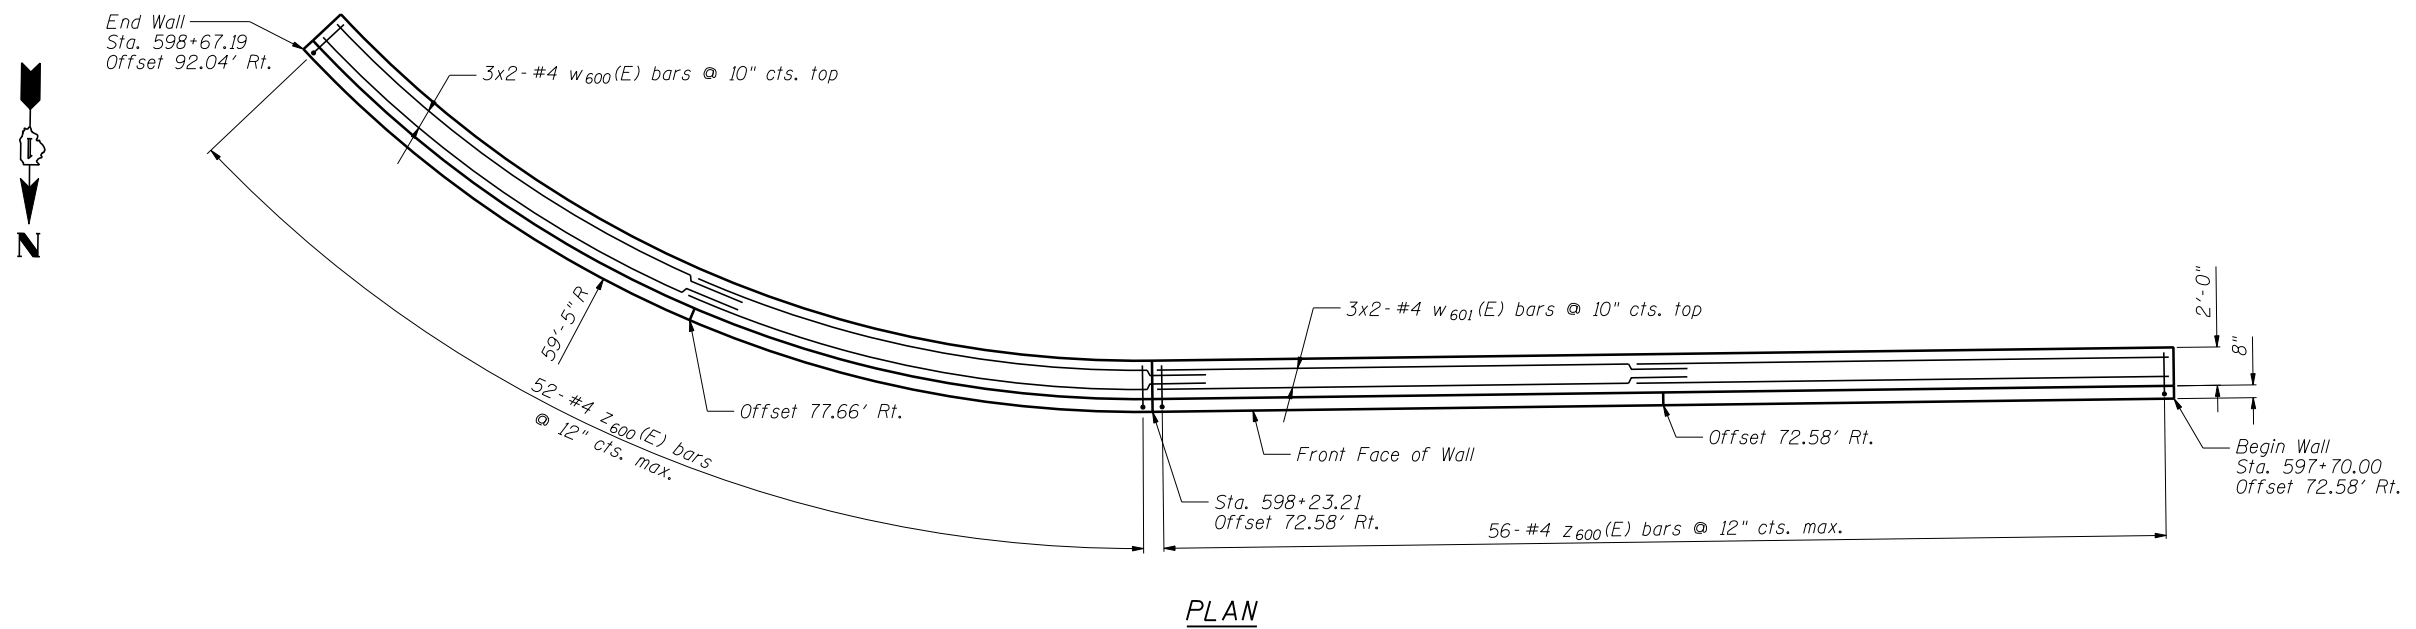 End Wall
Sta. 598+67.19
Offset 92.04' Rt.
3x2-#4 w600(E) bars @ 10" cts. top
N
59'-5" R
52-#4 z600(E) bars
@ 12" cts. max.
Offset 77.66' Rt.
3x2-#4 w601(E) bars @ 10" cts. top
2'-0"
8"
Front Face of Wall
Offset 72.58' Rt.
Begin Wall
Sta. 597+70.00
Offset 72.58' Rt.
Sta. 598+23.21
Offset 72.58' Rt.
56-#4 z600(E) bars @ 12" cts. max.
PLAN